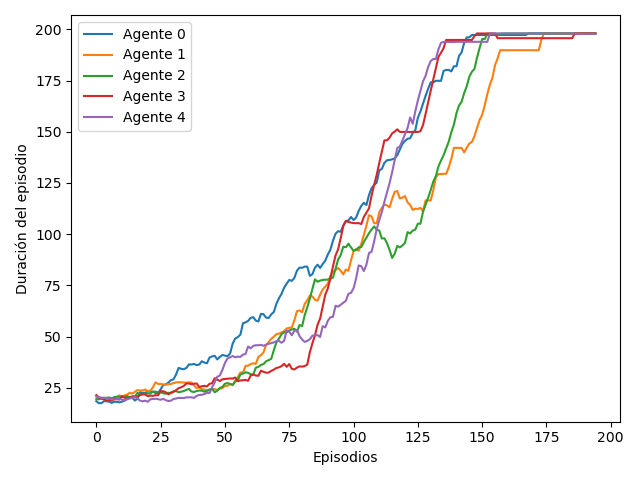 200
175
150
125
100
75
50
25
Duración del episodio
Agente 0
Agente 1
Agente 2
Agente 3
Agente 4
0 25 50 75 100 125 150 175 200
Episodios